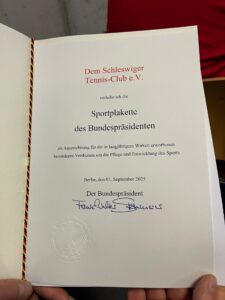 Dem Schleswiger
Tennis-Club e.V.
verleihe ich die
Sportplakette
des Bundespräsidenten
als Auszeichnung für die in langjährigem Wirken erworbenen
besonderen Verdienste um die Pflege und Entwicklung des Sports
Berlin, den 01. September 2025
Der Bundespräsident